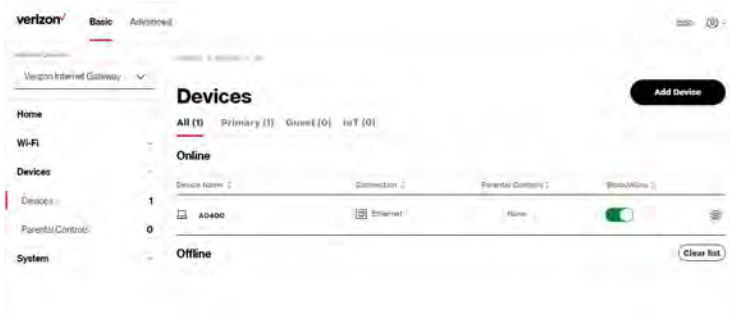 verizon
Basic Advanced
Verizon Internet Gateway
Home
Wi-Fi
Devices
Devices 1
Parental Controls 0
System
Devices
Add Device
All (1) Primary (1) Guest (0) IoT (0)
Online
Device Name Connection Parental Controls Block/Allow
A0400 Ethernet None
Offline
Clear list